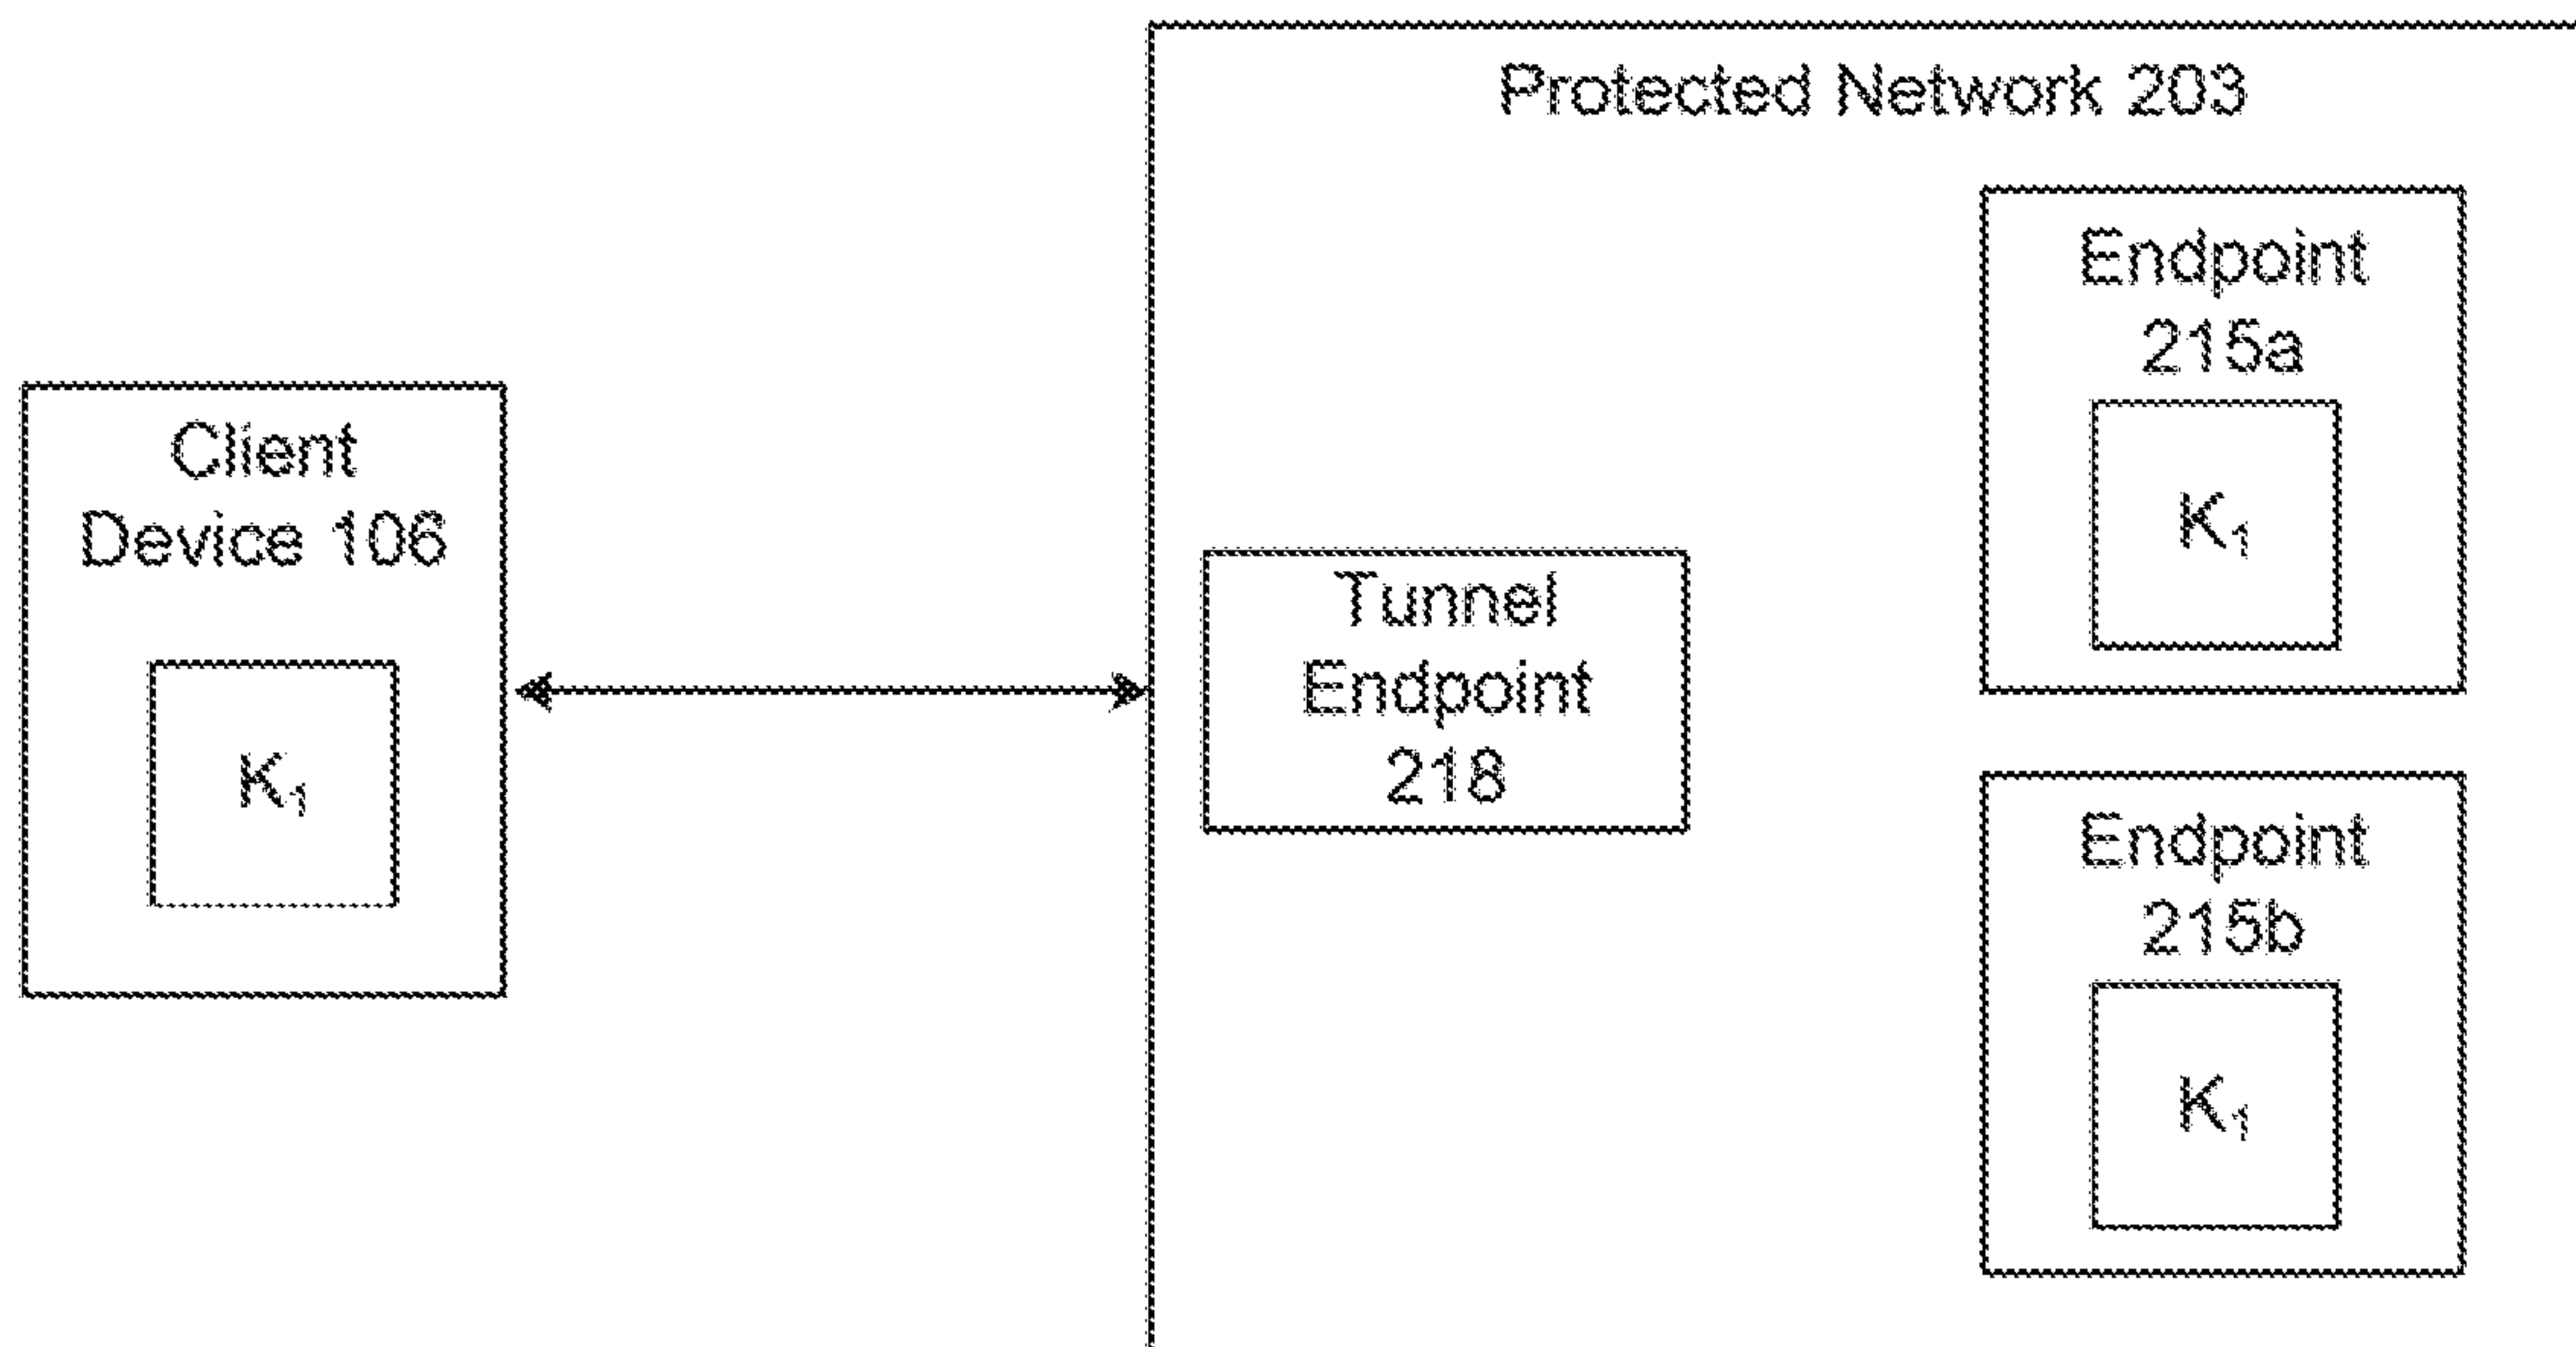 Protected Network 203
Client
Device 106
K₁
Tunnel
Endpoint
218
Endpoint
215a
K₁
Endpoint
215b
K₁